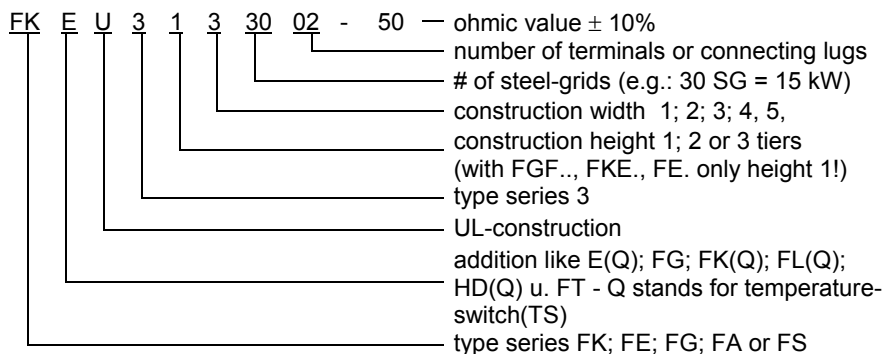 FK E U 3 1 3 30 02 - 50 ohmic value ± 10%
number of terminals or connecting lugs
# of steel-grids (e.g.: 30 SG = 15 kW)
construction width 1; 2; 3; 4, 5,
construction height 1; 2 or 3 tiers
(with FGF.., FKE., FE. only height 1!)
type series 3
UL-construction
addition like E(Q); FG; FK(Q); FL(Q);
HD(Q) u. FT - Q stands for temperature-
switch(TS)
type series FK; FE; FG; FA or FS